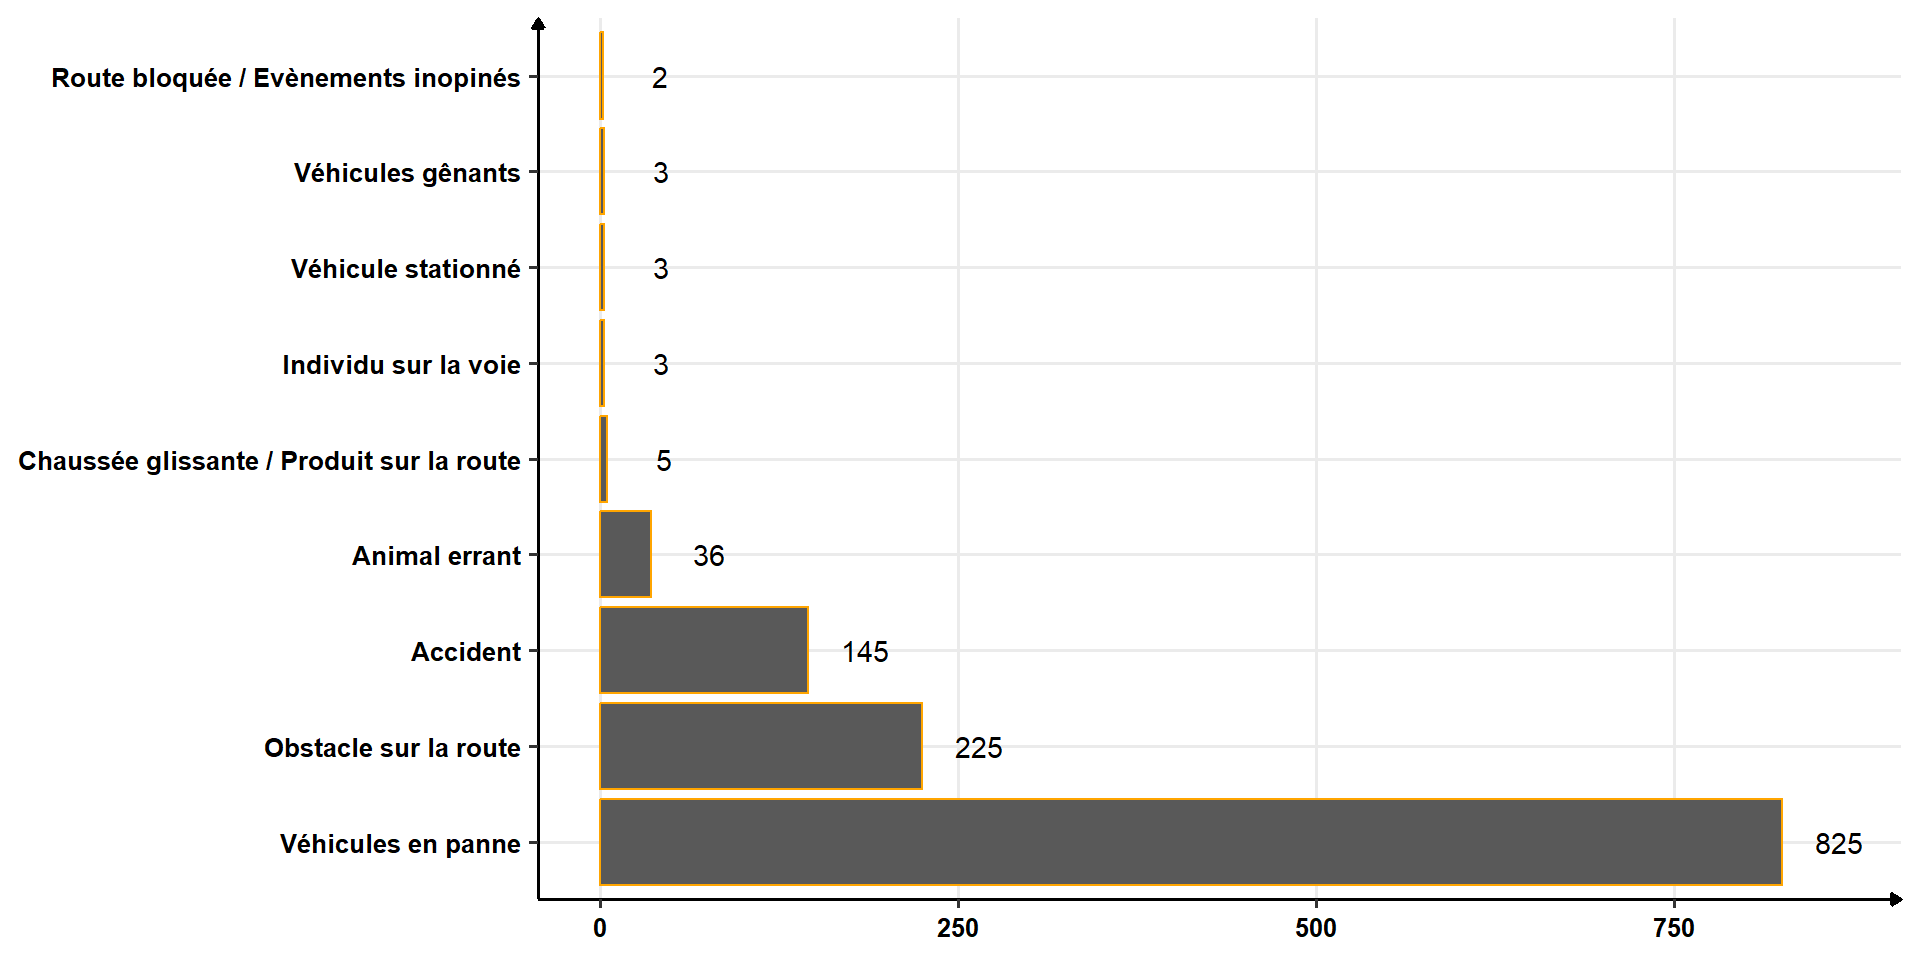 Route bloquée / Evènements inopinés 2
Véhicules gênants 3
Véhicule stationné 3
Individu sur la voie 3
Chaussée glissante / Produit sur la route 5
Animal errant 36
Accident 145
Obstacle sur la route 225
Véhicules en panne 825
0 250 500 750